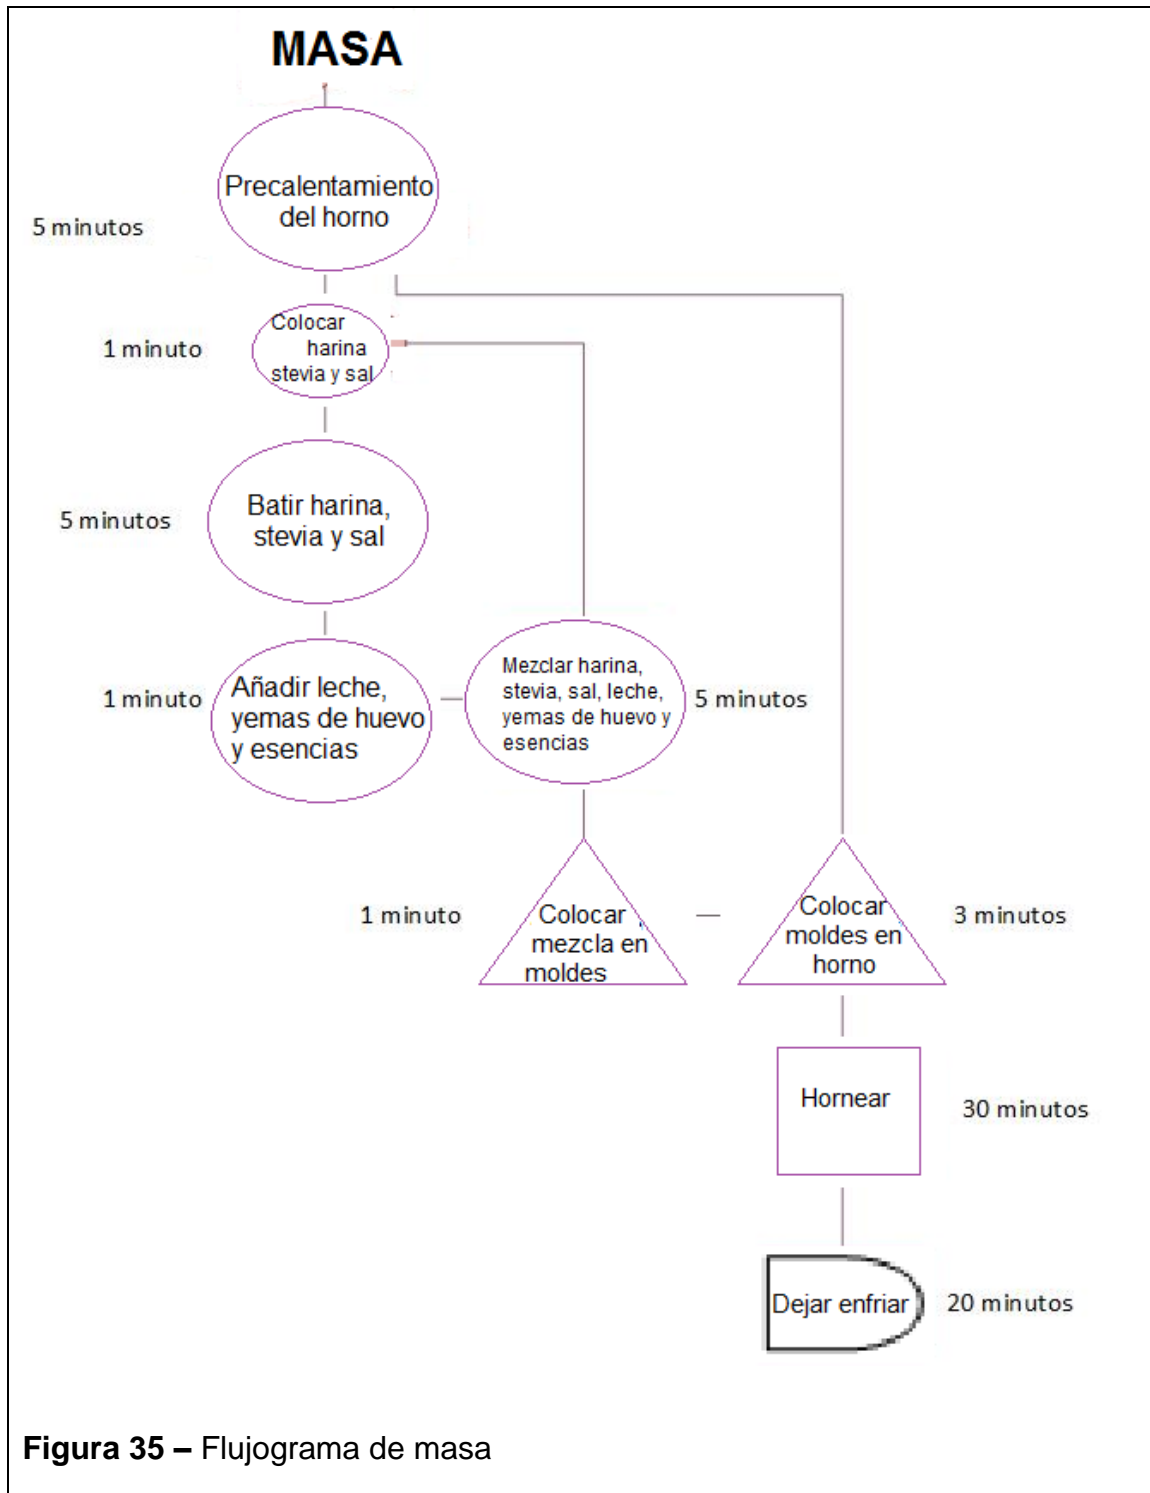 MASA
Precalentamiento
del horno
5 minutos
Colocar
harina
stevia y sal
1 minuto
Batir harina,
stevia y sal
5 minutos
Añadir leche,
yemas de huevo
y esencias
1 minuto
Mezclar harina,
stevia, sal, leche,
yemas de huevo y
esencias
5 minutos
1 minuto
Colocar
mezcla en
moldes
Colocar
moldes en
horno
3 minutos
Hornear
30 minutos
Dejar enfriar
20 minutos
Figura 35 – Flujograma de masa